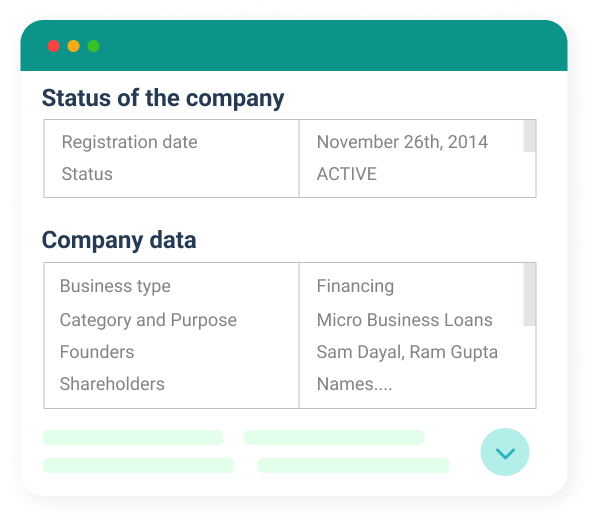 Status of the company
Registration date November 26th, 2014
Status ACTIVE
Company data
Business type Financing
Category and Purpose Micro Business Loans
Founders Sam Dayal, Ram Gupta
Shareholders Names....